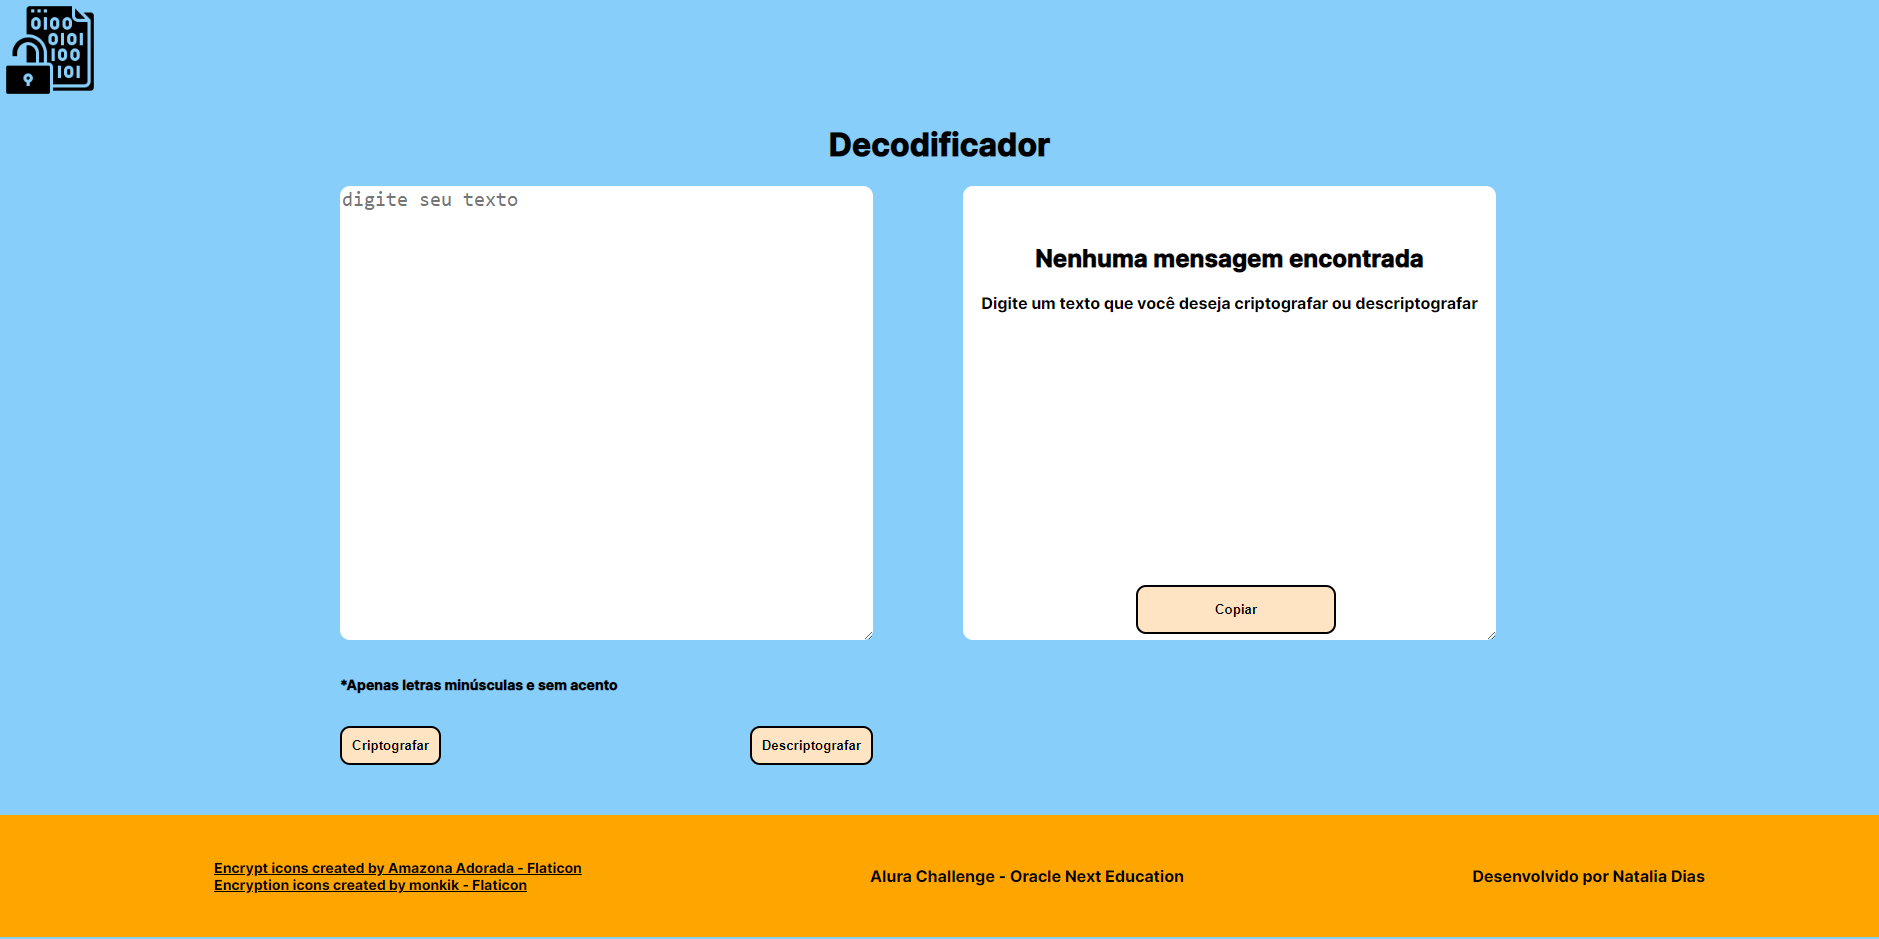 0100
0101
100
101
Decodificador
digite seu texto
Nenhuma mensagem encontrada
Digite um texto que você deseja criptografar ou descriptografar
Copiar
*Apenas letras minúsculas e sem acento
Criptografar
Descriptografar
Encrypt icons created by Amazona Adorada - Flaticon
Encryption icons created by monkik - Flaticon
Alura Challenge - Oracle Next Education
Desenvolvido por Natalia Dias